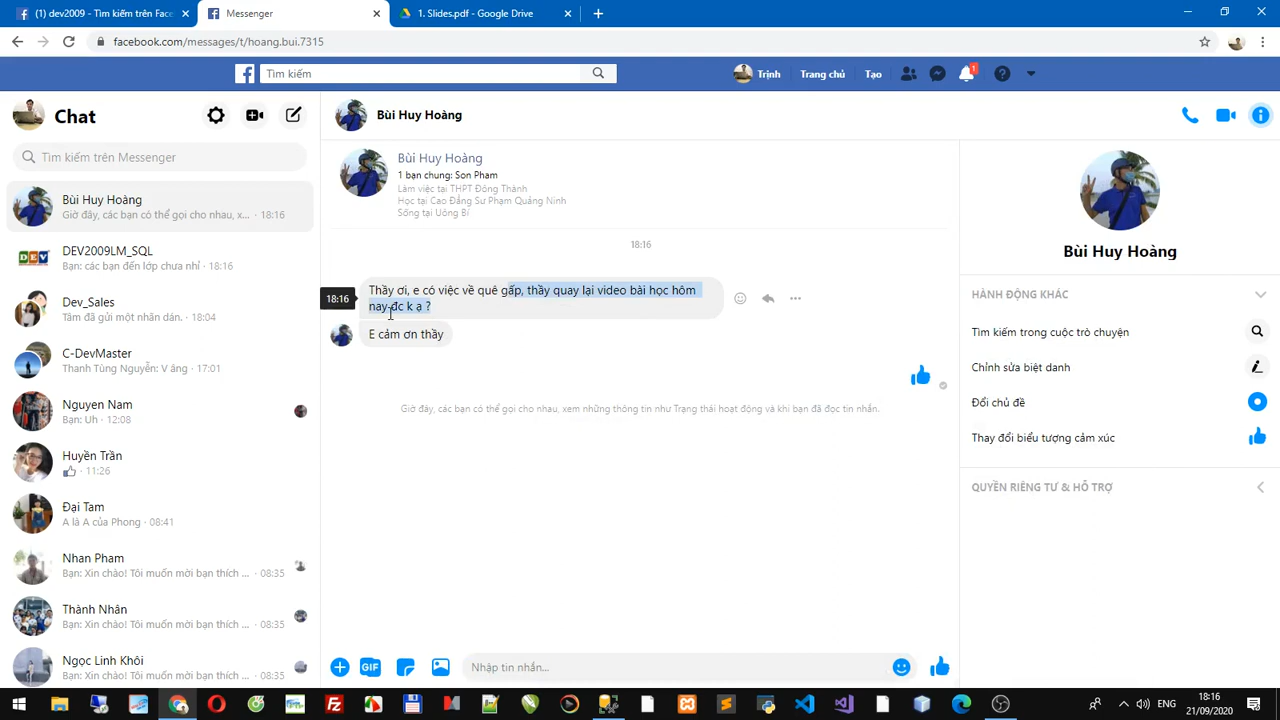 (1) dev2009 - Tìm kiếm trên Face
Messenger
1. Slides.pdf - Google Drive
facebook.com/messages/t/hoang.bui.7315
Tìm kiếm
Trịnh
Trang chủ
Tạo
1
Chat
Tìm kiếm trên Messenger
Bùi Huy Hoàng
Giờ đây, các bạn có thể gọi cho nhau, x... · 18:16
DEV2009LM_SQL
Bạn: các bạn đến lớp chưa nhỉ · 18:16
Dev_Sales
Tâm đã gửi một nhãn dán. · 18:04
C-DevMaster
Thanh Tùng Nguyễn: V âng · 17:01
Nguyen Nam
Bạn: Uh · 12:08
Huyền Trần
· 11:26
Đại Tam
A là A của Phong · 08:41
Nhan Pham
Bạn: Xin chào! Tôi muốn mời bạn thích ... · 08:35
Thành Nhân
Bạn: Xin chào! Tôi muốn mời bạn thích ... · 08:35
Ngọc Linh Khôi
Bạn: Xin chào! Tôi muốn mời bạn thích ... · 08:35
Bùi Huy Hoàng
Bùi Huy Hoàng
1 bạn chung: Son Pham
Làm việc tại THPT Đông Thành
Học tại Cao Đẳng Sư Phạm Quảng Ninh
Sống tại Uông Bí
18:16
18:16
Thầy ơi, e có việc về quê gấp, thầy quay lại video bài học hôm
nay đc k ạ ?
E cảm ơn thầy
Giờ đây, các bạn có thể gọi cho nhau, xem những thông tin như Trạng thái hoạt động và khi bạn đã đọc tin nhắn.
GIF
Nhập tin nhắn...
Bùi Huy Hoàng
HÀNH ĐỘNG KHÁC
Tìm kiếm trong cuộc trò chuyện
Chỉnh sửa biệt danh
Đổi chủ đề
Thay đổi biểu tượng cảm xúc
QUYỀN RIÊNG TƯ & HỖ TRỢ
ENG
18:16
21/09/2020